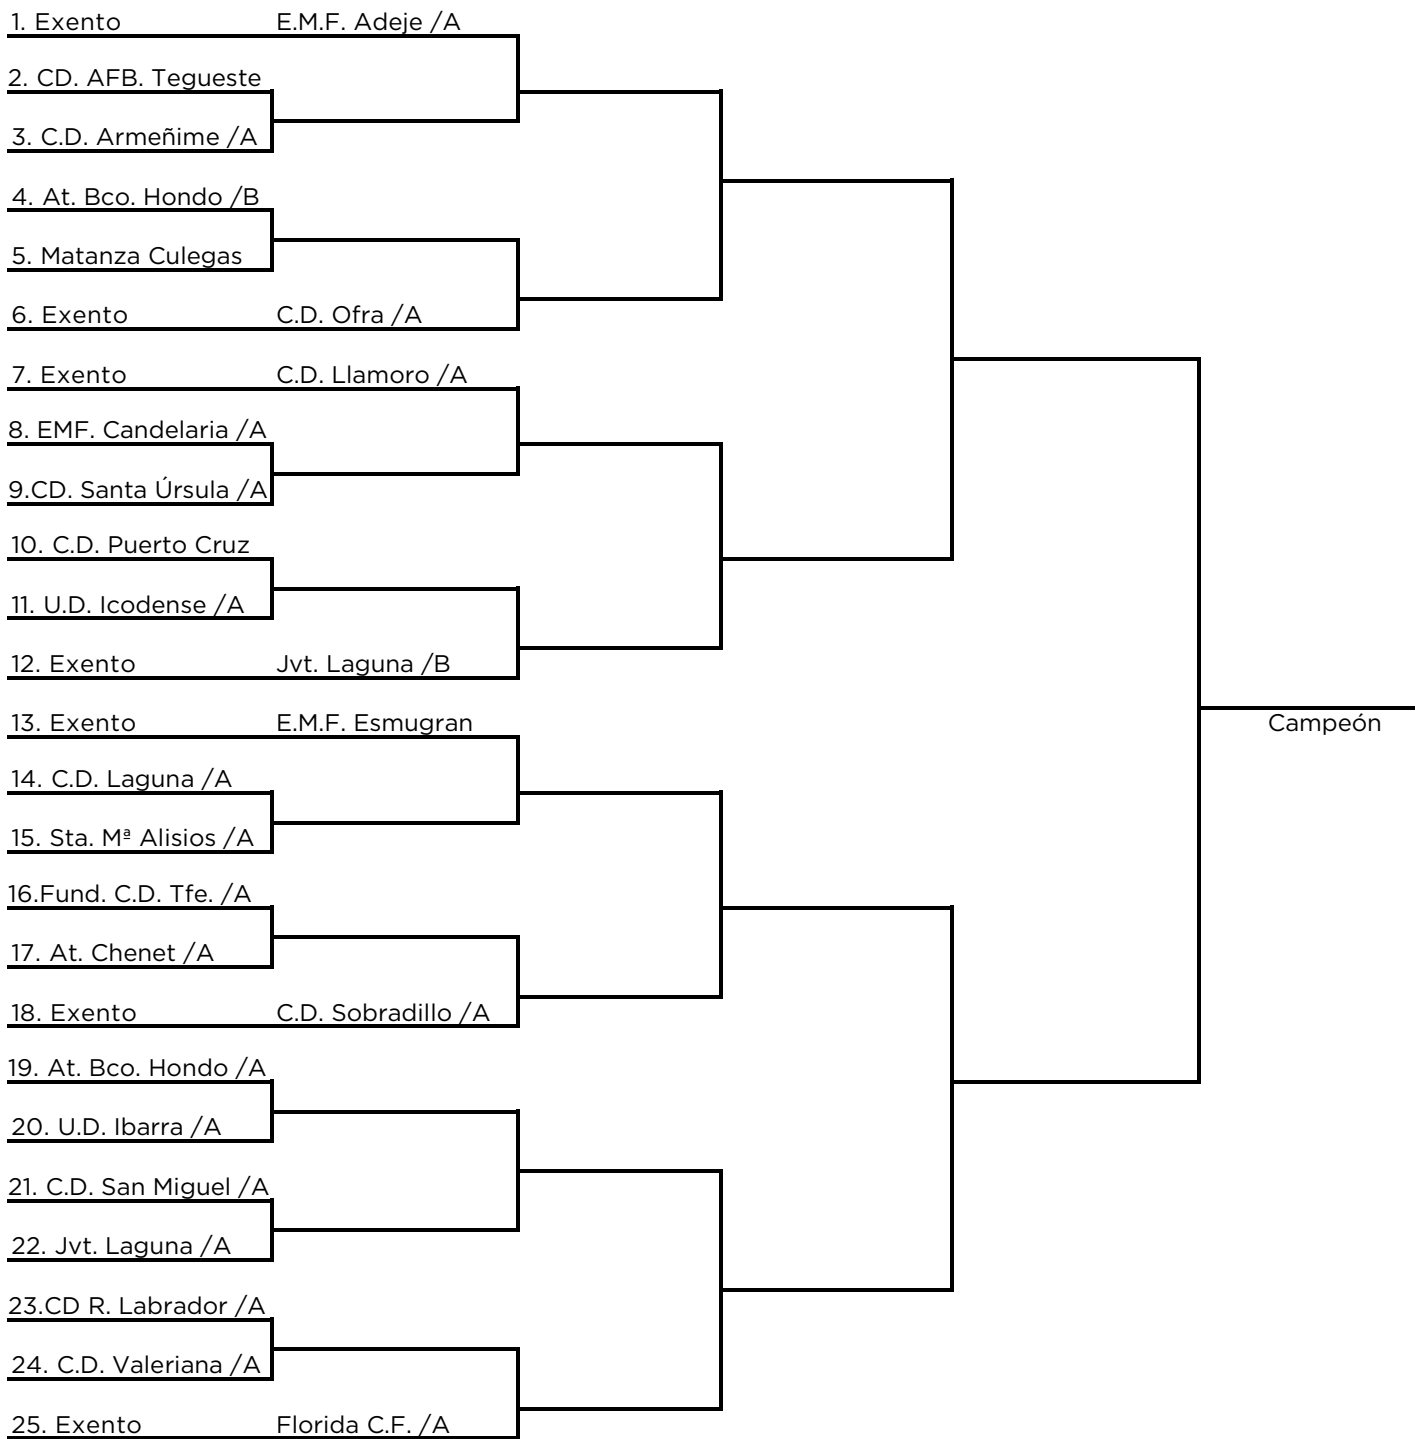 1. Exento E.M.F. Adeje /A
2. CD. AFB. Tegueste
3. C.D. Armeñime /A
4. At. Bco. Hondo /B
5. Matanza Culegas
6. Exento C.D. Ofra /A
7. Exento C.D. Llamoro /A
8. EMF. Candelaria /A
9.CD. Santa Úrsula /A
10. C.D. Puerto Cruz
11. U.D. Icodense /A
12. Exento Jvt. Laguna /B
13. Exento E.M.F. Esmugran
Campeón
14. C.D. Laguna /A
15. Sta. Mª Alisios /A
16.Fund. C.D. Tfe. /A
17. At. Chenet /A
18. Exento C.D. Sobradillo /A
19. At. Bco. Hondo /A
20. U.D. Ibarra /A
21. C.D. San Miguel /A
22. Jvt. Laguna /A
23.CD R. Labrador /A
24. C.D. Valeriana /A
25. Exento Florida C.F. /A